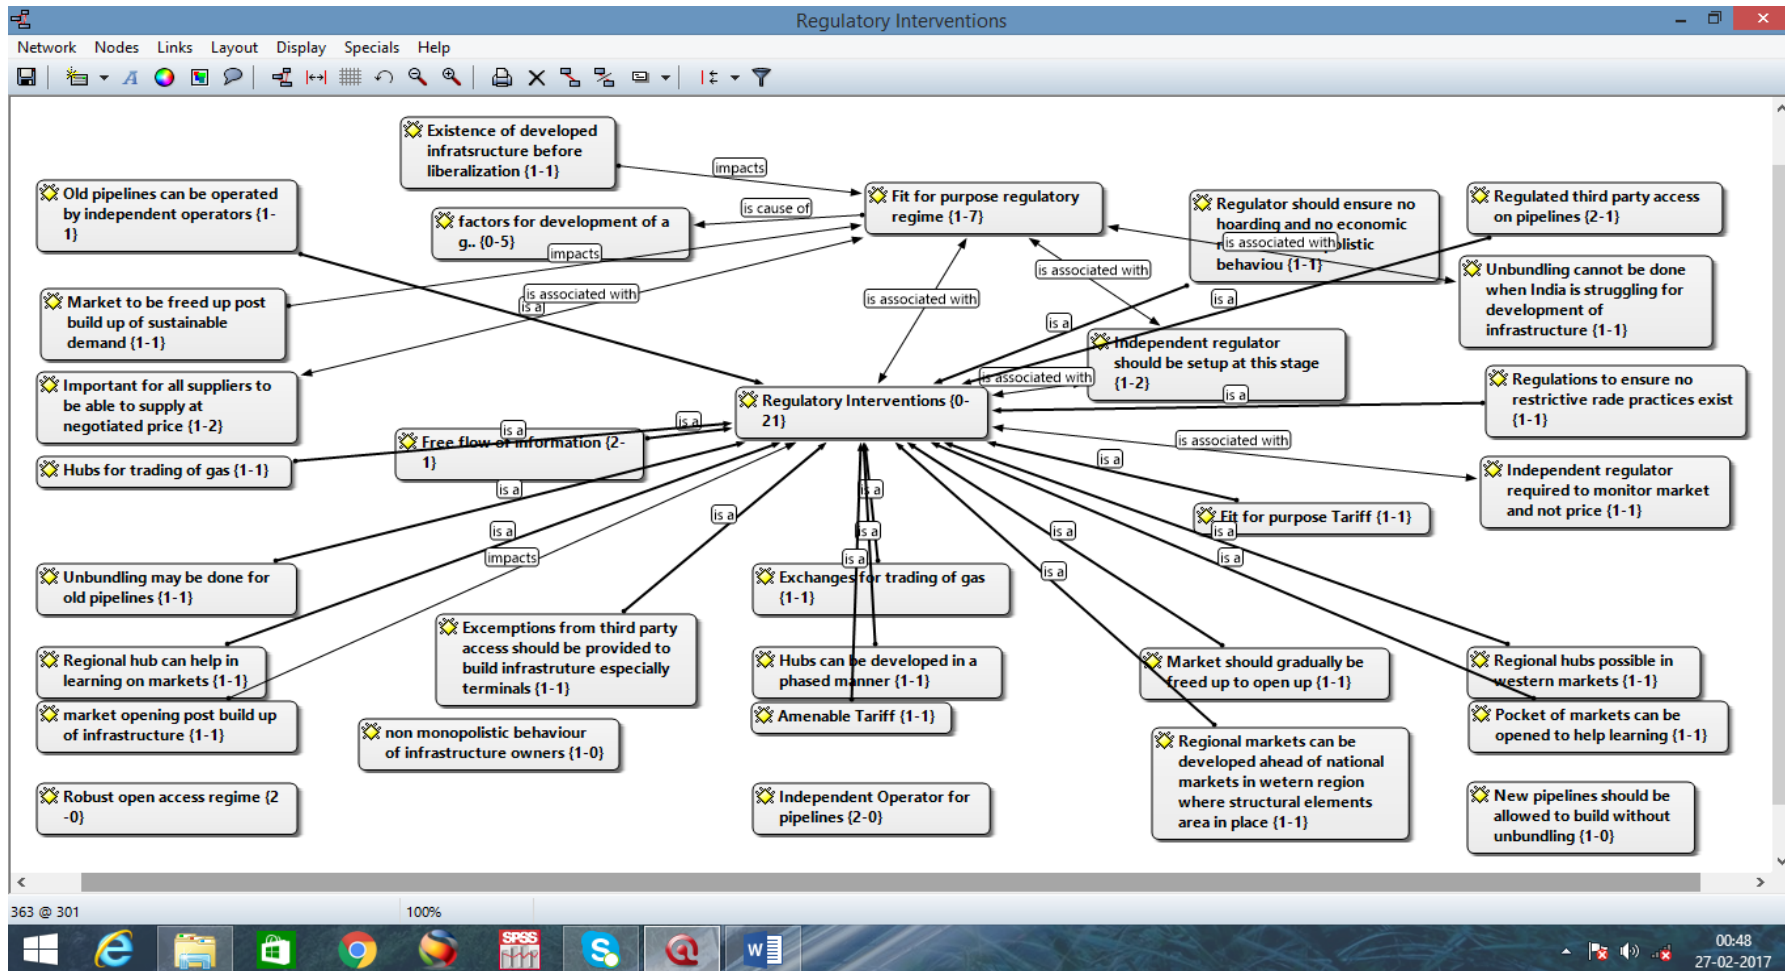 Regulatory Interventions
Network Nodes Links Layout Display Specials Help
Existence of developed
infratsructure before
liberalization {1-1}
impacts
Old pipelines can be operated
by independent operators {1-
1}
factors for development of a
g.. {0-5}
is cause of
Fit for purpose regulatory
regime {1-7}
Regulator should ensure no
hoarding and no economic
behaviou {1-1}
Regulated third party access
on pipelines {2-1}
impacts
is associated with
is associated with
is associated with
is associated with
Unbundling cannot be done
when India is struggling for
development of
infrastructure {1-1}
Market to be freed up post
build up of sustainable
demand {1-1}
is a
is a
is a
Independent regulator
should be setup at this stage
{1-2}
is associated with
is a
Important for all suppliers to
be able to supply at
negotiated price {1-2}
Regulatory Interventions {0-
21}
Regulations to ensure no
restrictive rade practices exist
{1-1}
is a
is a
Free flow of information {2-
1}
is associated with
Hubs for trading of gas {1-1}
is a
Independent regulator
required to monitor market
and not price {1-1}
is a
is a
is a
Fit for purpose Tariff {1-1}
is a
is a
is a
is a
is a
impacts
is a
is a
is a
Unbundling may be done for
old pipelines {1-1}
Exchanges for trading of gas
{1-1}
Excemptions from third party
access should be provided to
build infrastruture especially
terminals {1-1}
Regional hub can help in
learning on markets {1-1}
Hubs can be developed in a
phased manner {1-1}
Market should gradually be
freed up to open up {1-1}
Regional hubs possible in
western markets {1-1}
market opening post build up
of infrastructure {1-1}
non monopolistic behaviour
of infrastructure owners {1-0}
Amenable Tariff {1-1}
Regional markets can be
developed ahead of national
markets in wetern region
where structural elements
area in place {1-1}
Pocket of markets can be
opened to help learning {1-1}
Robust open access regime {2
-0}
Independent Operator for
pipelines {2-0}
New pipelines should be
allowed to build without
unbundling {1-0}
363 @ 301 100%
SPSS
00:48
27-02-2017